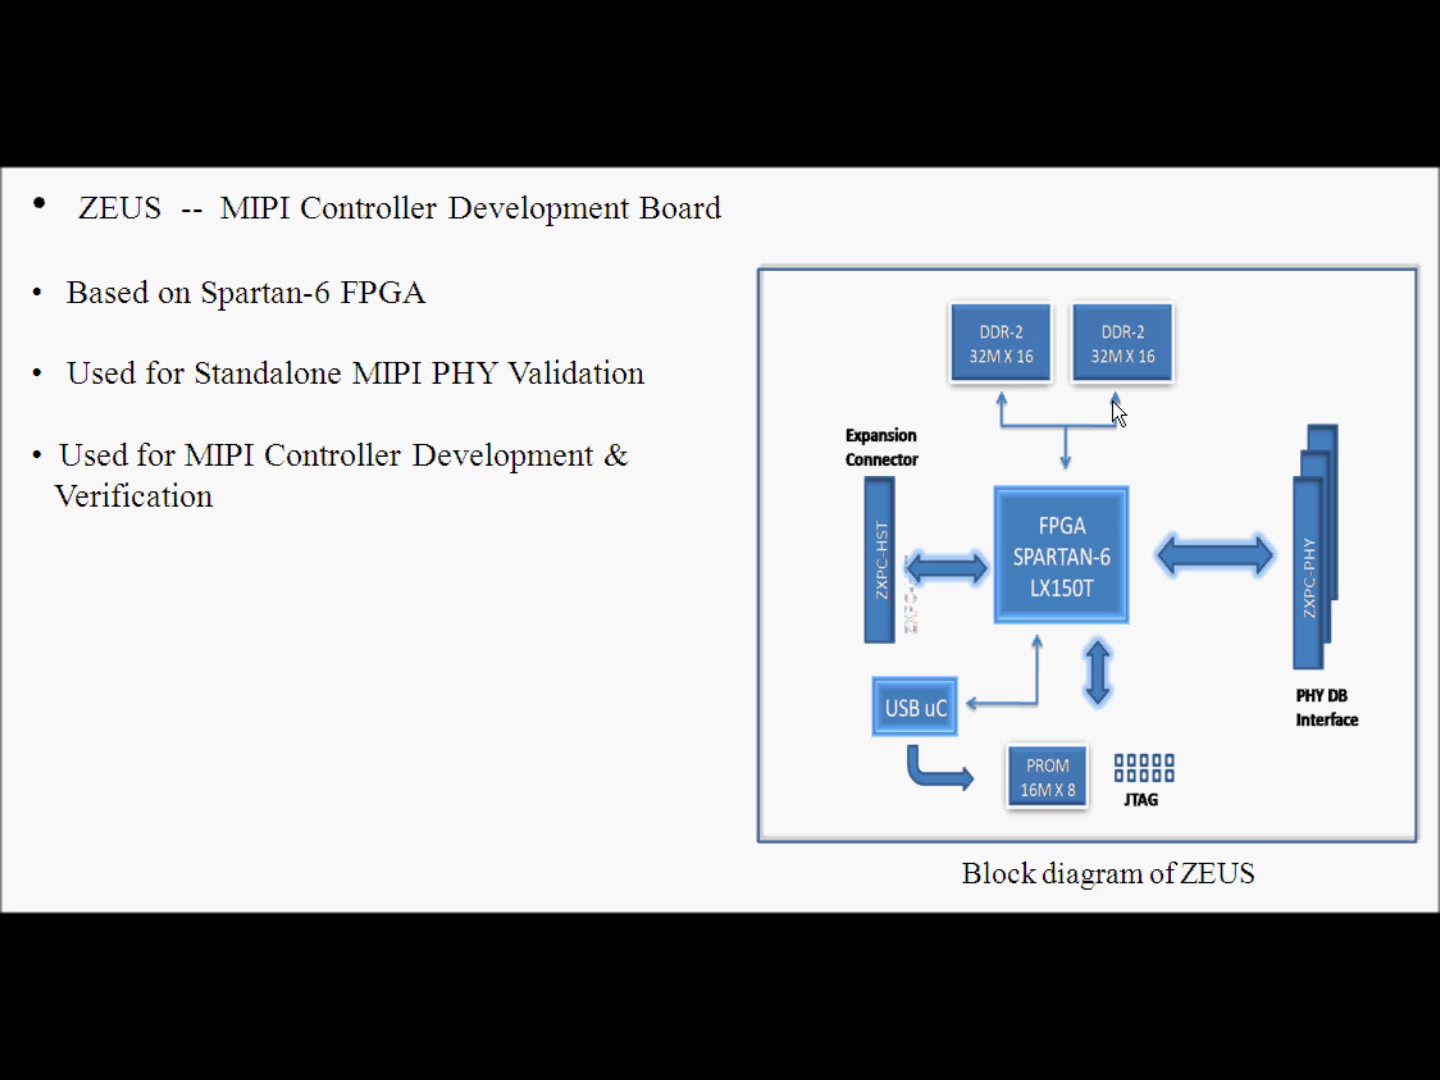 • ZEUS -- MIPI Controller Development Board
• Based on Spartan-6 FPGA
• Used for Standalone MIPI PHY Validation
• Used for MIPI Controller Development &
Verification
DDR-2
32M X 16
DDR-2
32M X 16
Expansion
Connector
ZXPC-HST
FPGA
SPARTAN-6
LX150T
ZXPC-PHY
PHY DB
Interface
USB uC
PROM
16M X 8
JTAG
Block diagram of ZEUS